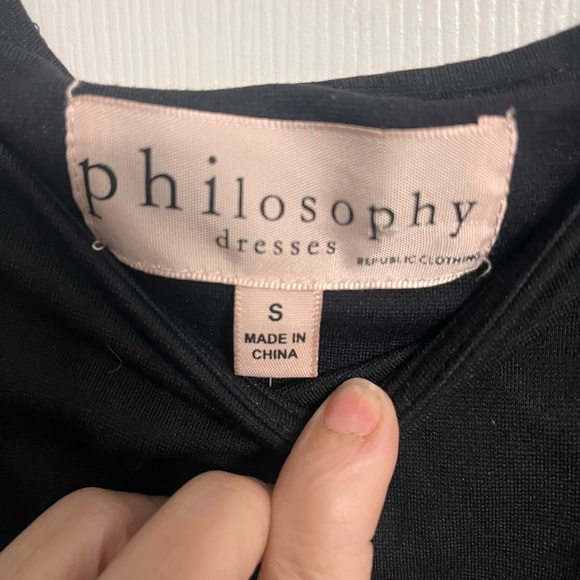 philosophy
dresses
REPUBLIC CLOTHING
S
MADE IN
CHINA